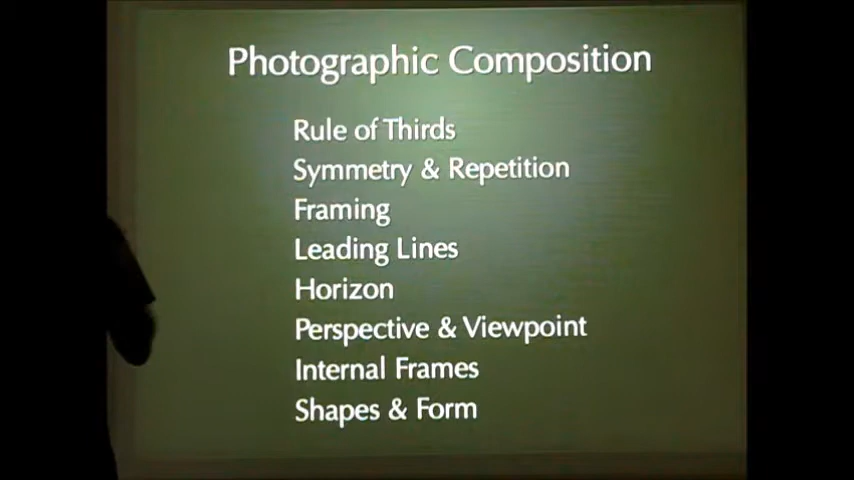 Photographic Composition
Rule of Thirds
Symmetry & Repetition
Framing
Leading Lines
Horizon
Perspective & Viewpoint
Internal Frames
Shapes & Form